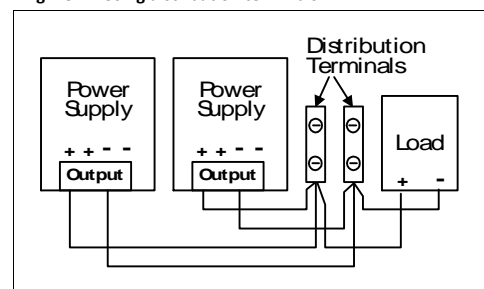 Distribution
Terminals
Power
Supply
+ + - -
Output
Power
Supply
+ + - -
Output
Load
+ -